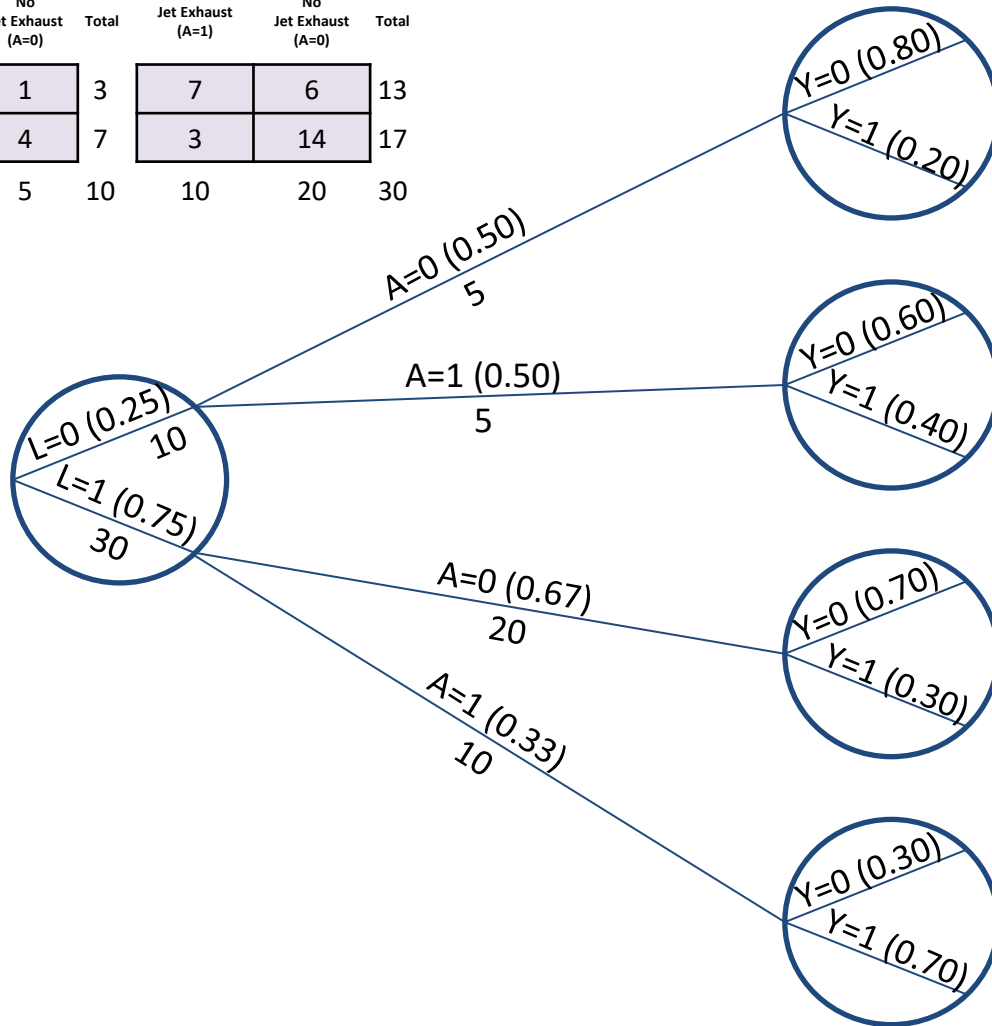 No
No
Jet Exhaust
(A=0)
Total
Jet Exhaust
(A=1)
Jet Exhaust
(A=0)
Total
1 3 7 6 13
4 7 3 14 17
5 10 10 20 30
Y=0 (0.80)
Y=1 (0.20)
A=0 (0.50)
5
Y=0 (0.60)
Y=1 (0.40)
A=1 (0.50)
5
L=0 (0.25)
10
L=1 (0.75)
30
A=0 (0.67)
20
Y=0 (0.70)
Y=1 (0.30)
A=1 (0.33)
10
Y=0 (0.30)
Y=1 (0.70)